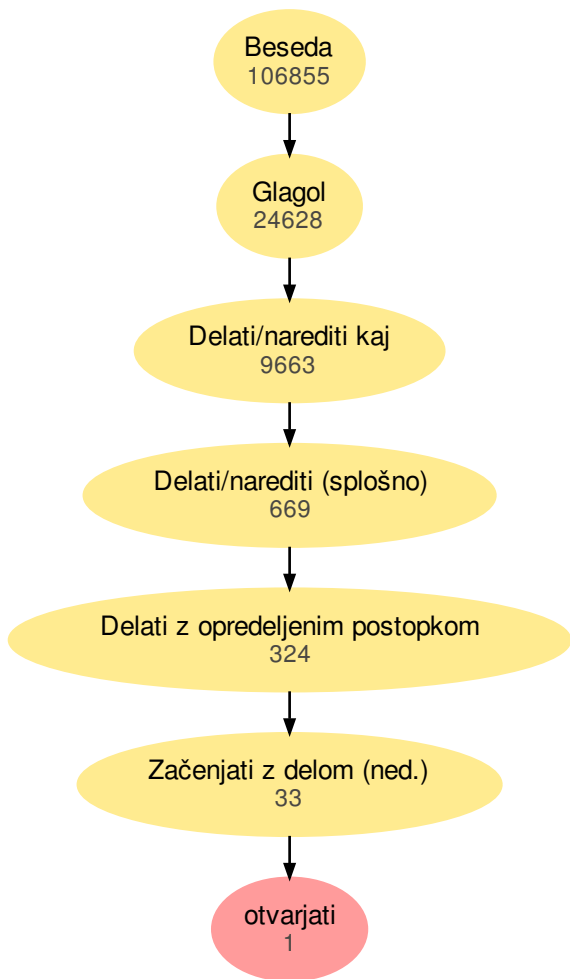 Beseda
106855
Glagol
24628
Delati/narediti kaj
9663
Delati/narediti (splošno)
669
Delati z opredeljenim postopkom
324
Začenjati z delom (ned.)
33
otvarjati
1